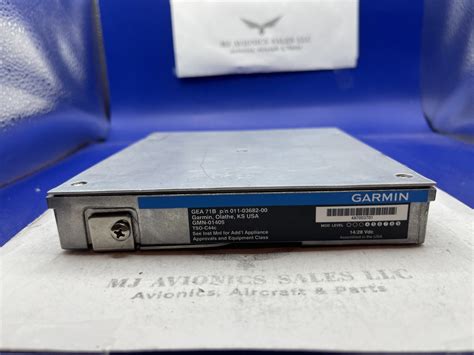 MJ AVIONICS SALES LLC
GARMIN
GEA 71B p/n 011-03682-00
Garmin, Olathe, KS USA
GMN-01405
TSO-C44c
See Inst Mnl for Add'l Appliance
Approvals and Equipment Class
MOD LEVEL
14/28 Vdc
Assembled in the USA
MJ AVIONICS SALES LLC
Avionics, Aircraft & Parts